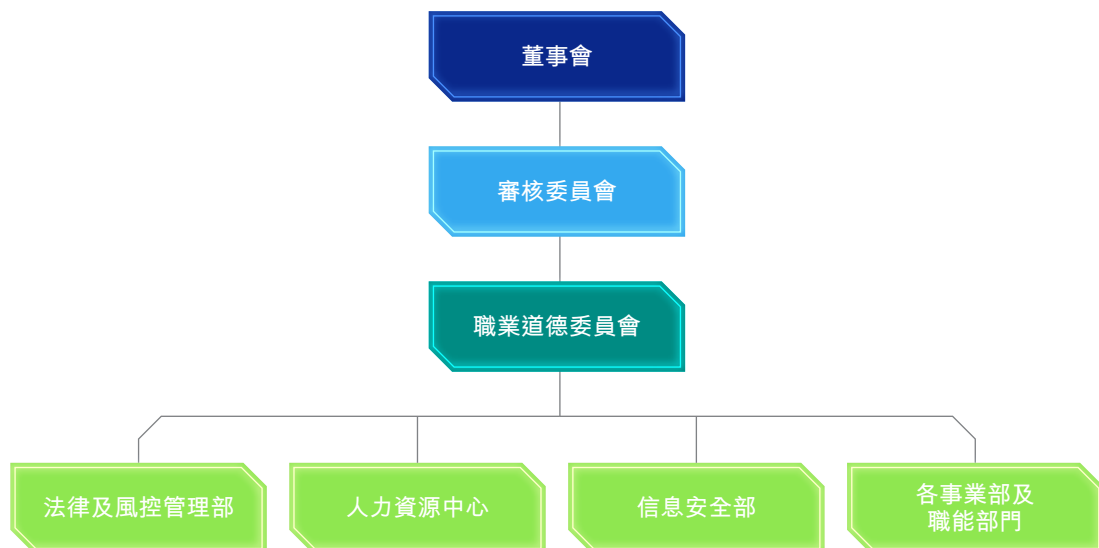 董事會
審核委員會
職業道德委員會
法律及風控管理部
人力資源中心
信息安全部
各事業部及
職能部門